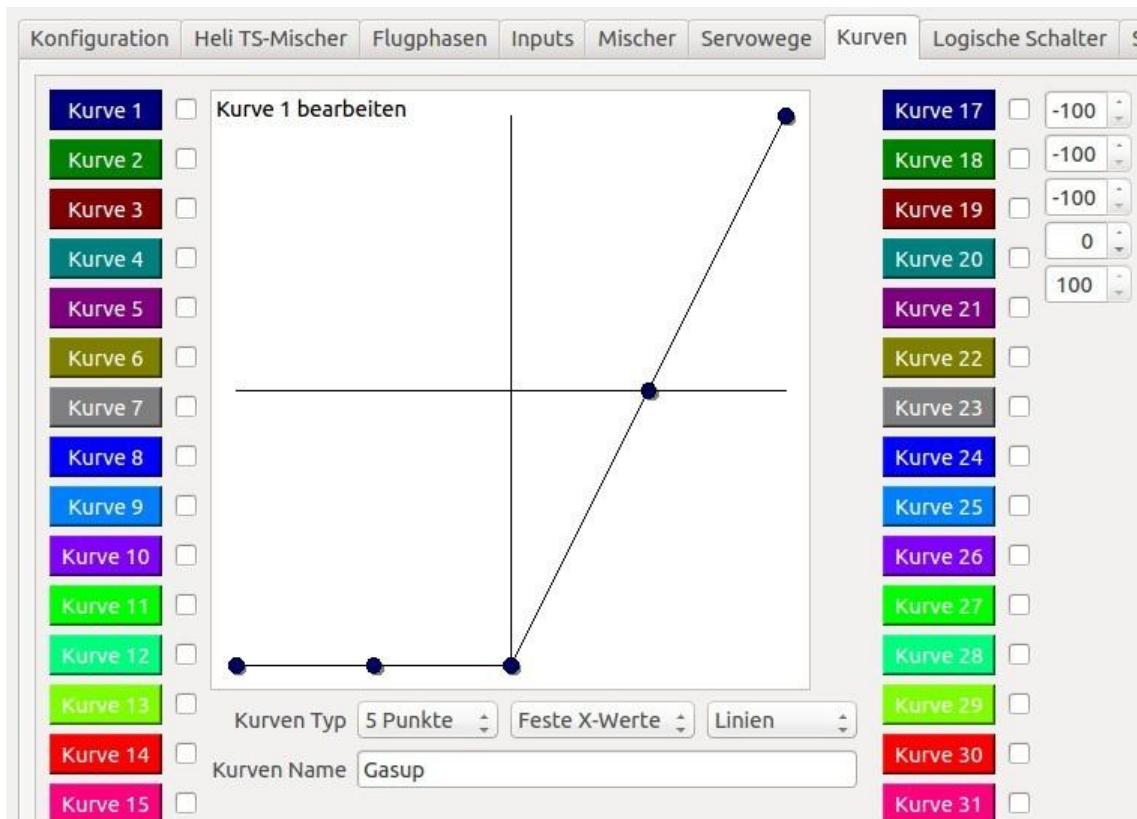 Konfiguration Heli TS-Mischer Flugphasen Inputs Mischer Servowege Kurven Logische Schalter
Kurve 1
Kurve 2
Kurve 3
Kurve 4
Kurve 5
Kurve 6
Kurve 7
Kurve 8
Kurve 9
Kurve 10
Kurve 11
Kurve 12
Kurve 13
Kurve 14
Kurve 15
Kurve 1 bearbeiten
Kurven Typ 5 Punkte Feste X-Werte Linien
Kurven Name Gasup
Kurve 17
Kurve 18
Kurve 19
Kurve 20
Kurve 21
Kurve 22
Kurve 23
Kurve 24
Kurve 25
Kurve 26
Kurve 27
Kurve 28
Kurve 29
Kurve 30
Kurve 31
-100
-100
-100
0
100